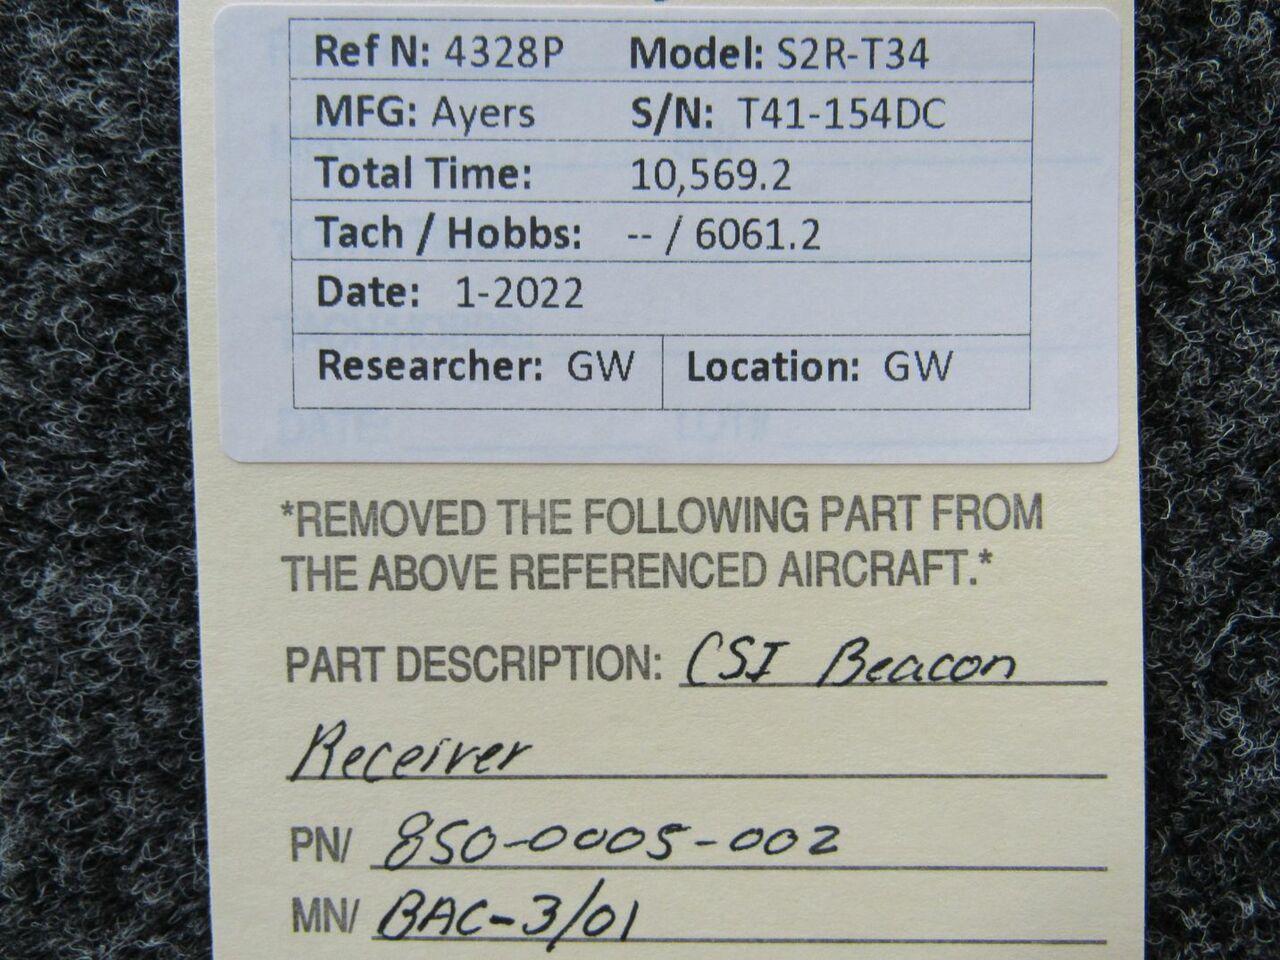 Ref N: 4328P Model: S2R-T34
MFG: Ayers S/N: T41-154DC
Total Time: 10,569.2
Tach / Hobbs: -- / 6061.2
Date: 1-2022
Researcher: GW Location: GW
DATE: LOT#
*REMOVED THE FOLLOWING PART FROM
THE ABOVE REFERENCED AIRCRAFT.*
PART DESCRIPTION: CSI Beacon
Receiver
PN/ 850-0005-002
MN/ BAC-3/01